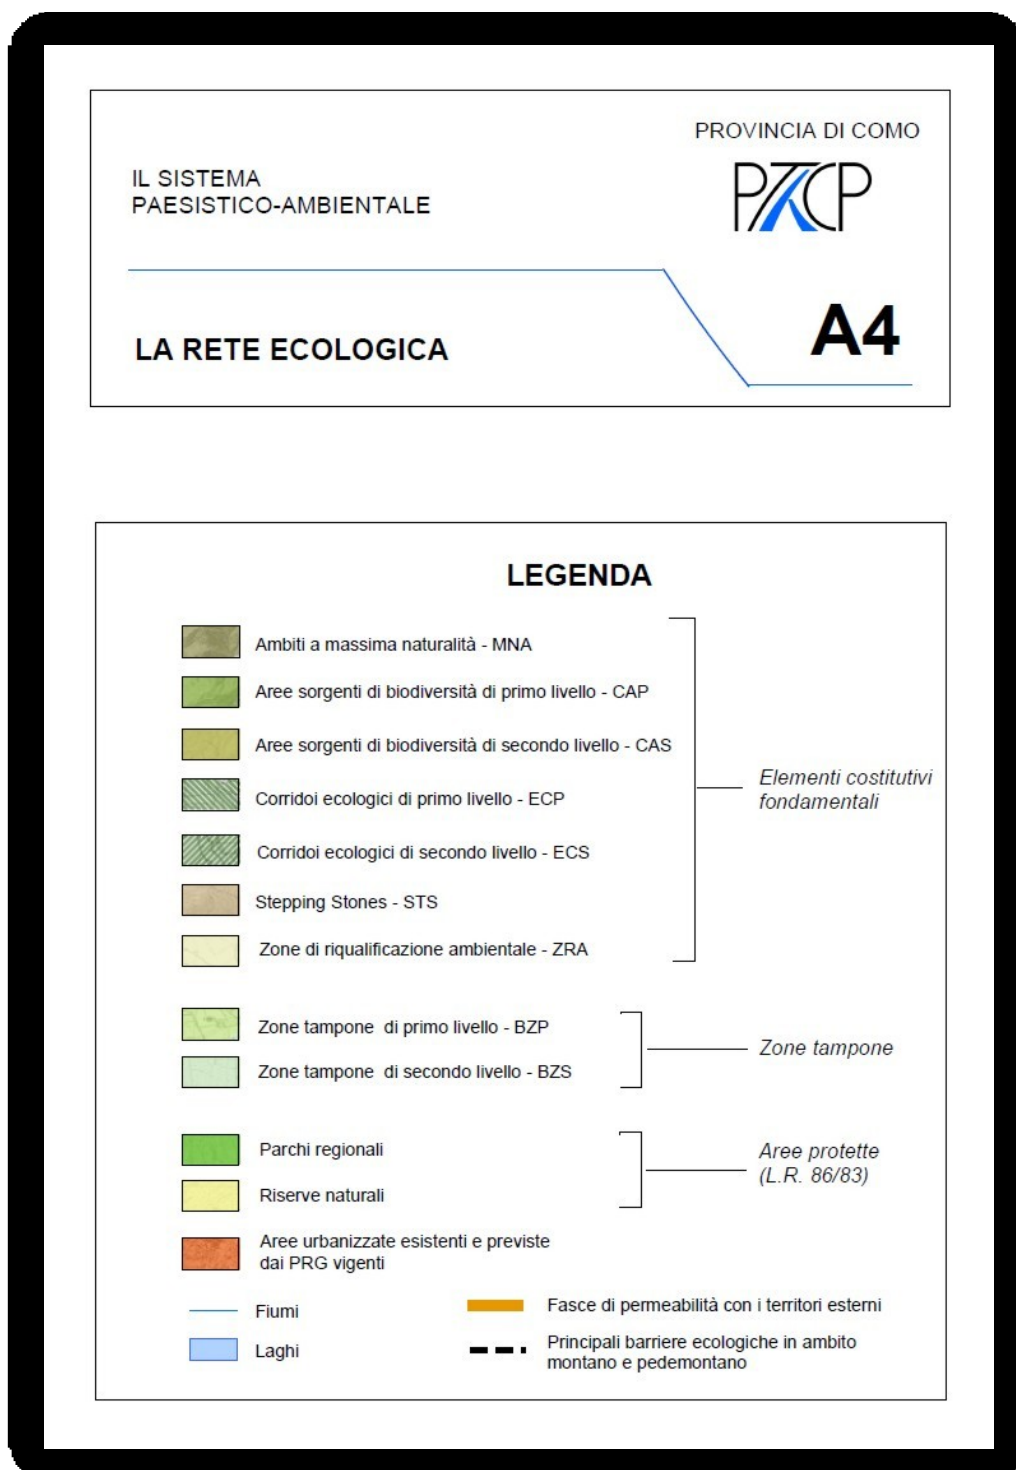 PROVINCIA DI COMO
PTCP
IL SISTEMA
PAESISTICO-AMBIENTALE
A4
LA RETE ECOLOGICA
LEGENDA
Ambiti a massima naturalità - MNA
Aree sorgenti di biodiversità di primo livello - CAP
Aree sorgenti di biodiversità di secondo livello - CAS
Corridoi ecologici di primo livello - ECP
Corridoi ecologici di secondo livello - ECS
Stepping Stones - STS
Zone di riqualificazione ambientale - ZRA
Elementi costitutivi
fondamentali
Zone tampone di primo livello - BZP
Zone tampone di secondo livello - BZS
Zone tampone
Parchi regionali
Riserve naturali
Aree protette
(L.R. 86/83)
Aree urbanizzate esistenti e previste
dai PRG vigenti
Fiumi
Laghi
Fasce di permeabilità con i territori esterni
Principali barriere ecologiche in ambito
montano e pedemontano